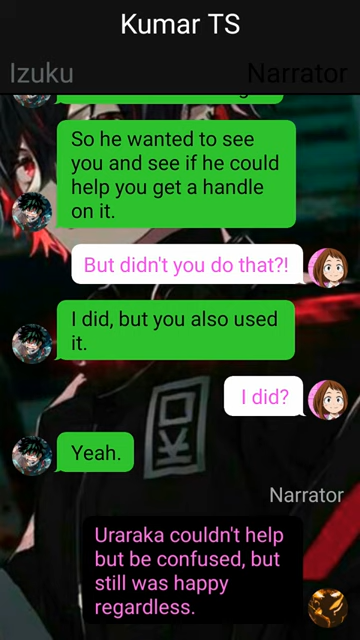 Kumar TS
Izuku
Narrator
So he wanted to see
you and see if he could
help you get a handle
on it.
But didn't you do that?!
I did, but you also used
it.
I did?
Yeah.
Narrator
Uraraka couldn't help
but be confused, but
still was happy
regardless.